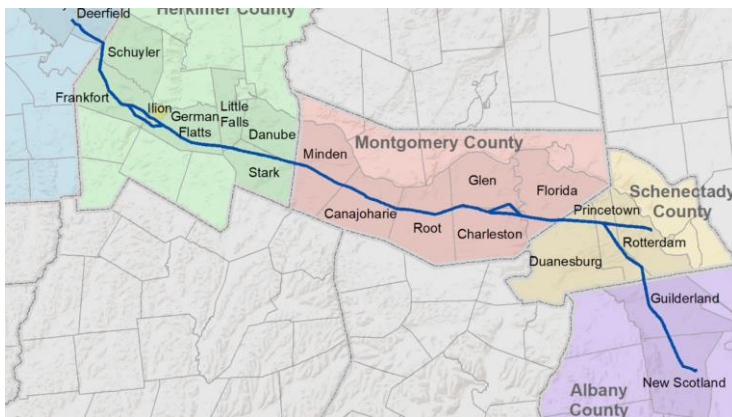 Herkimer County
Deerfield
Schuyler
Frankfort
Ilion
German
Flatts
Little
Falls
Danube
Stark
Minden
Montgomery County
Canajoharie
Root
Glen
Charleston
Florida
Princetown
Schenectady
County
Rotterdam
Duanesburg
Guilderland
New Scotland
Albany
County